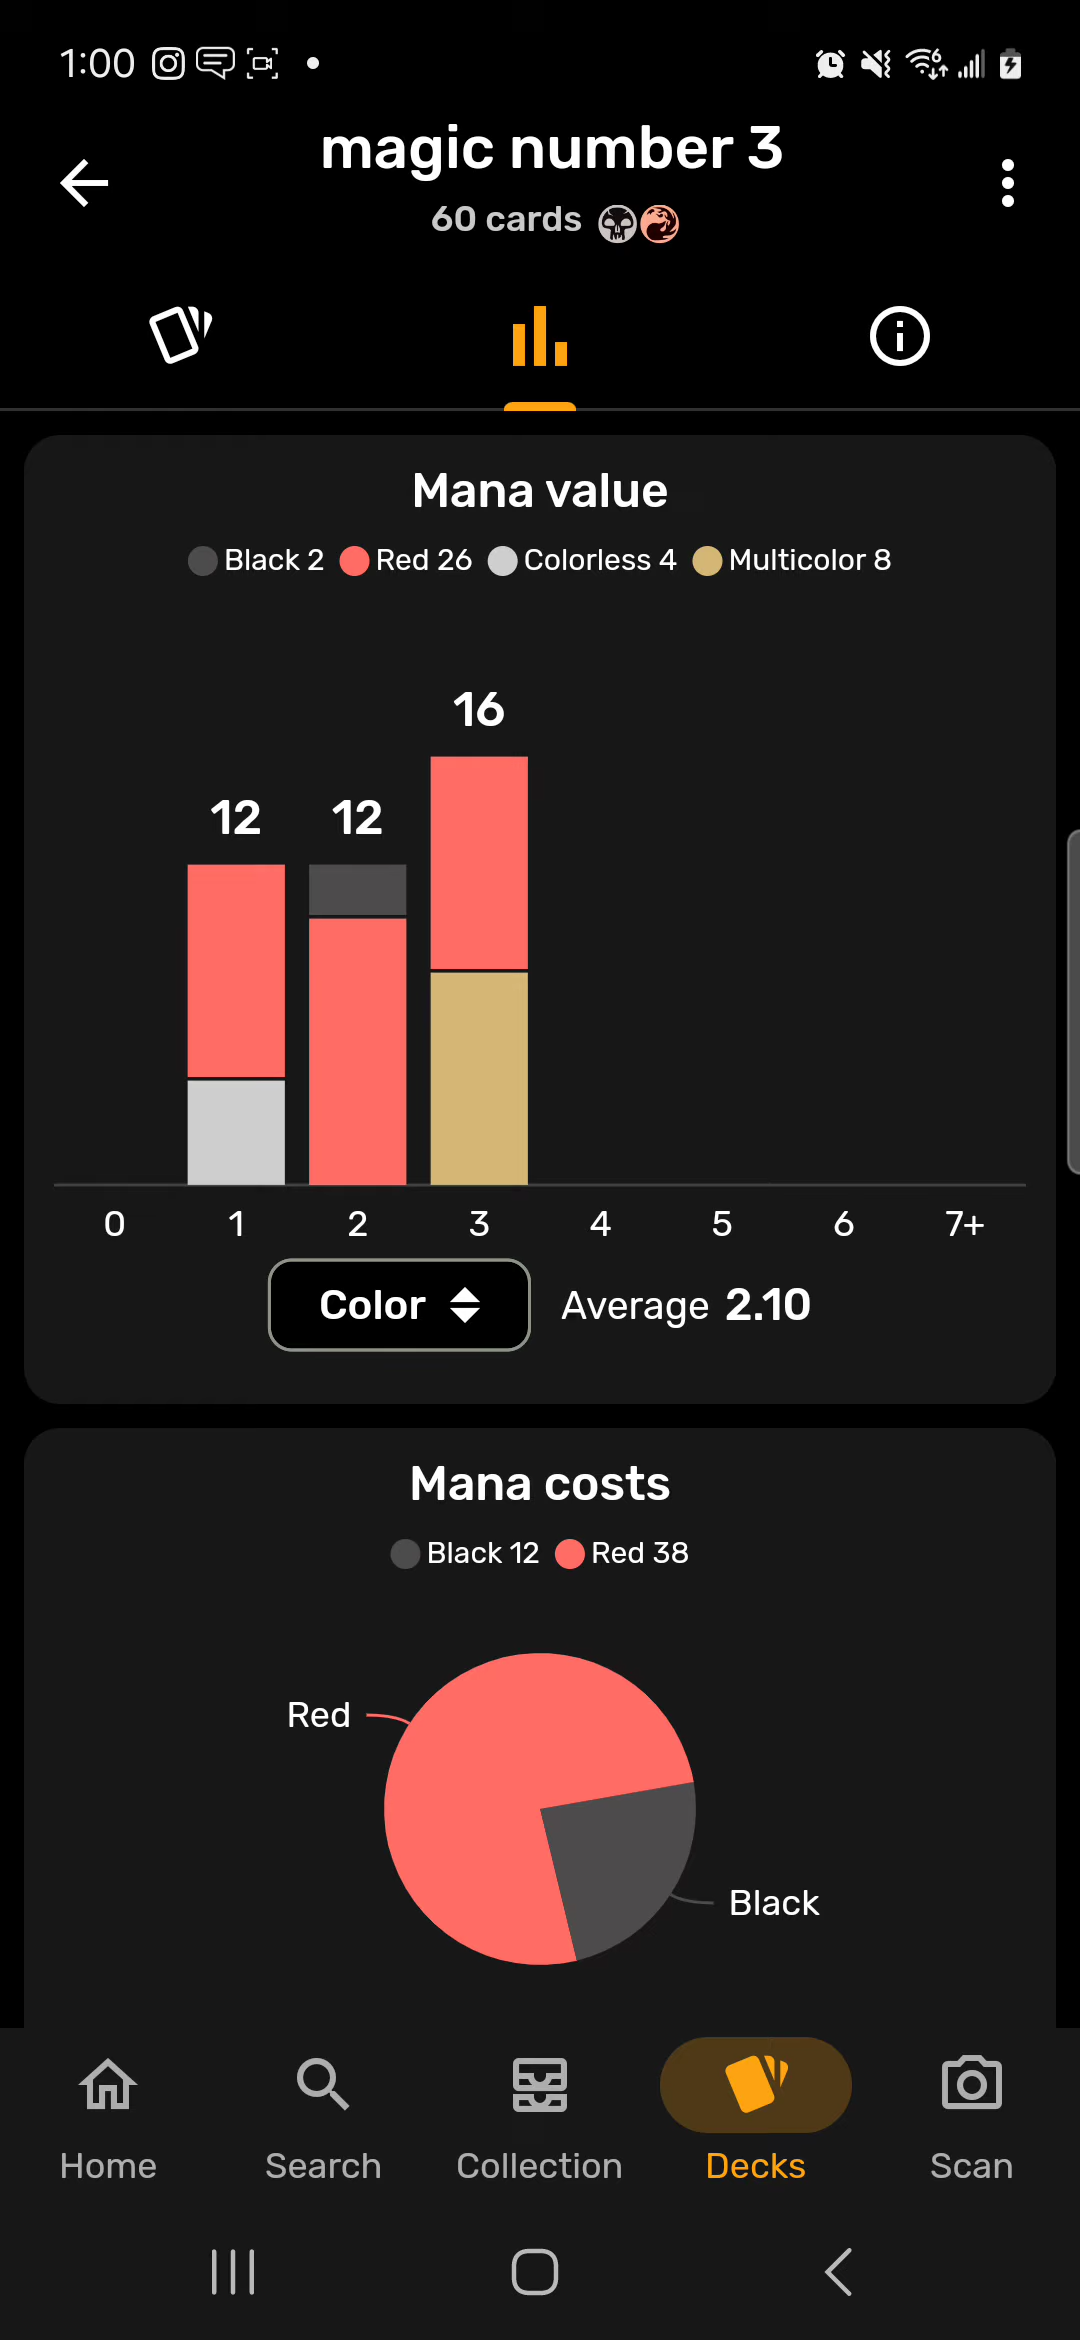 1:00
magic number 3
60 cards
Mana value
Black 2 Red 26 Colorless 4 Multicolor 8
16
12 12
0 1 2 3 4 5 6 7+
Color Average 2.10
Mana costs
Black 12 Red 38
Red
Black
Home Search Collection Decks Scan